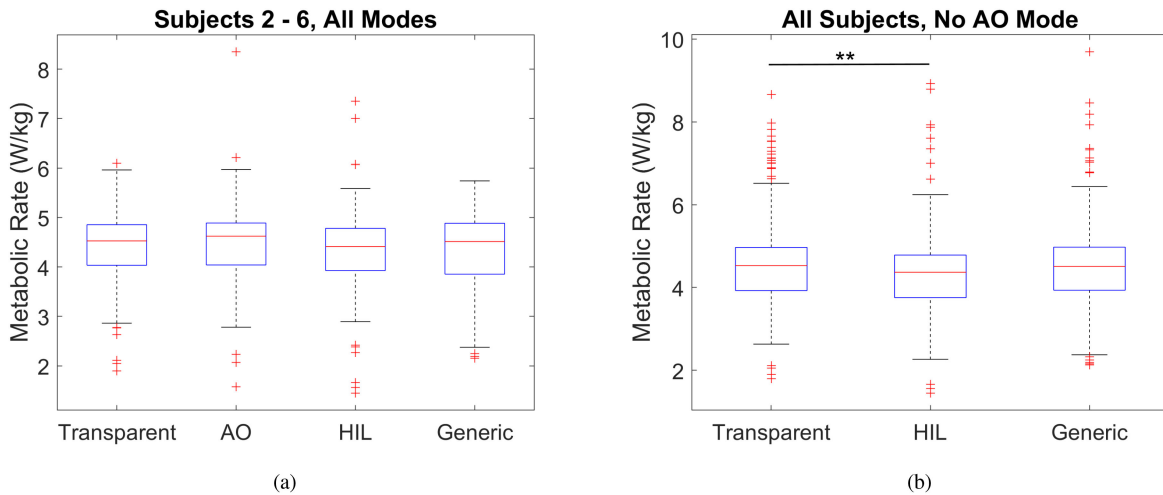 Subjects 2 - 6, All Modes
Metabolic Rate (W/kg)
8
7
6
5
4
3
2
Transparent AO HIL Generic
(a)
All Subjects, No AO Mode
Metabolic Rate (W/kg)
10
8
6
4
2
**
Transparent HIL Generic
(b)